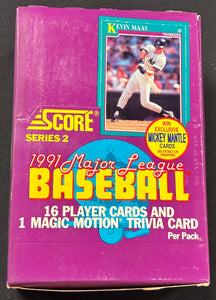 KEVIN MAAS
YANKEES
SCORE
SERIES 2
WIN
EXCLUSIVE
MICKEY MANTLE
CARDS
1991 Major League
BASEBALL
16 PLAYER CARDS AND
1 MAGIC MOTION TRIVIA CARD
Per Pack